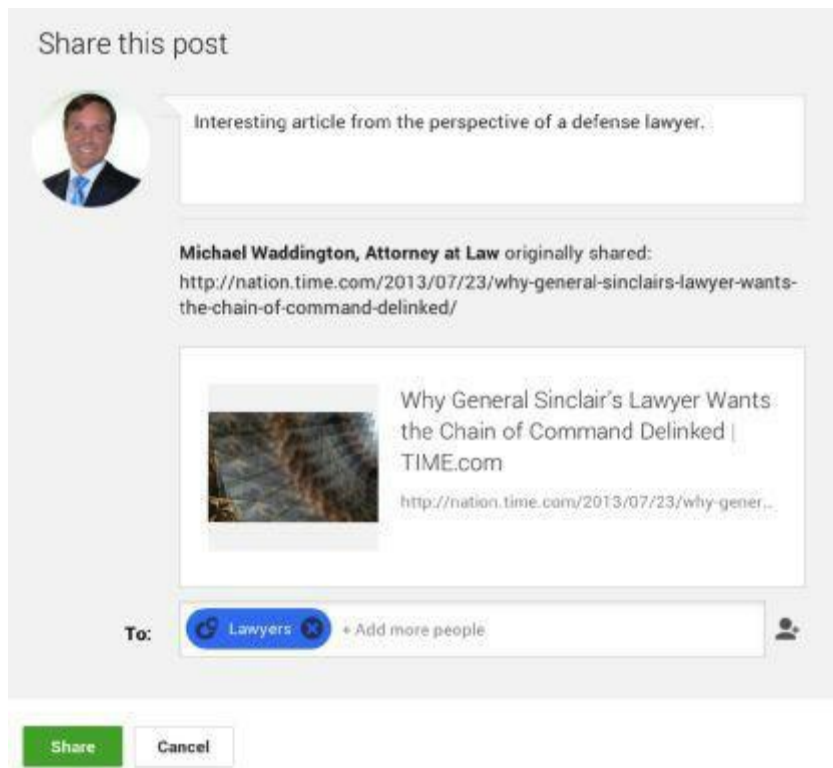 Share this post
Interesting article from the perspective of a defense lawyer.
Michael Waddington, Attorney at Law originally shared:
http://nation.time.com/2013/07/23/why-general-sinclairs-lawyer-wants-
the-chain-of-command-delinked/
Why General Sinclair's Lawyer Wants
the Chain of Command Delinked |
TIME.com
http://nation.time.com/2013/07/23/why-gener...
To: Lawyers + Add more people
Share Cancel